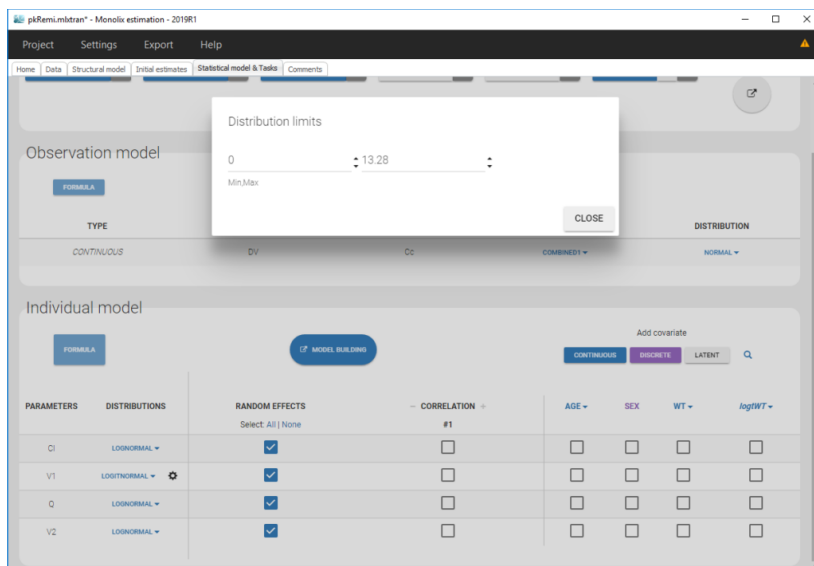 pkRemi.mlxtran* - Monolix estimation - 2019R1
Project Settings Export Help
Home Data Structural model Initial estimates Statistical model & Tasks Comments
Distribution limits
0 13.28
Min,Max
CLOSE
Observation model
FORMULA
TYPE DISTRIBUTION
CONTINUOUS DV Cc COMBINED1 NORMAL
Individual model
Add covariate
FORMULA MODEL BUILDING CONTINUOUS DISCRETE LATENT
PARAMETERS DISTRIBUTIONS RANDOM EFFECTS − CORRELATION + AGE SEX WT logtWT
Select: All | None #1
Cl LOGNORMAL
V1 LOGITNORMAL
Q LOGNORMAL
V2 LOGNORMAL